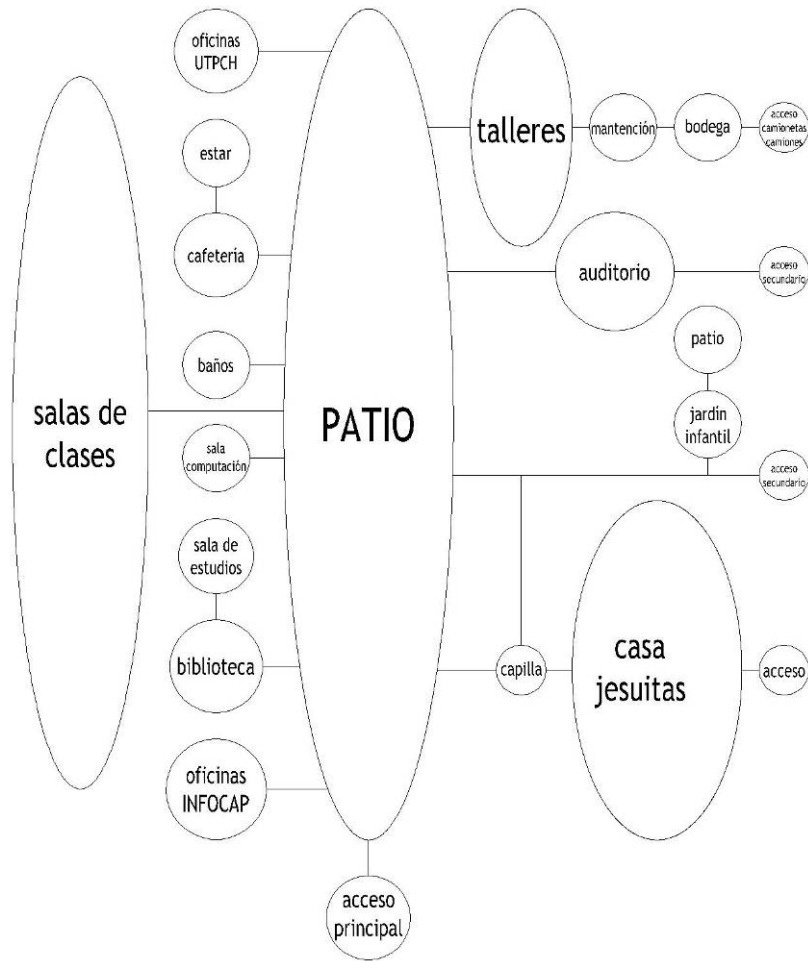 oficinas
UTPCH
estar
cafetería
baños
salas de
clases
sala
computación
sala de
estudios
biblioteca
oficinas
INFOCAP
PATIO
acceso
principal
talleres
mantención
bodega
acceso
camionetas
camiones
auditorio
acceso
secundario
patio
jardín
infantil
acceso
secundario
capilla
casa
jesuitas
acceso